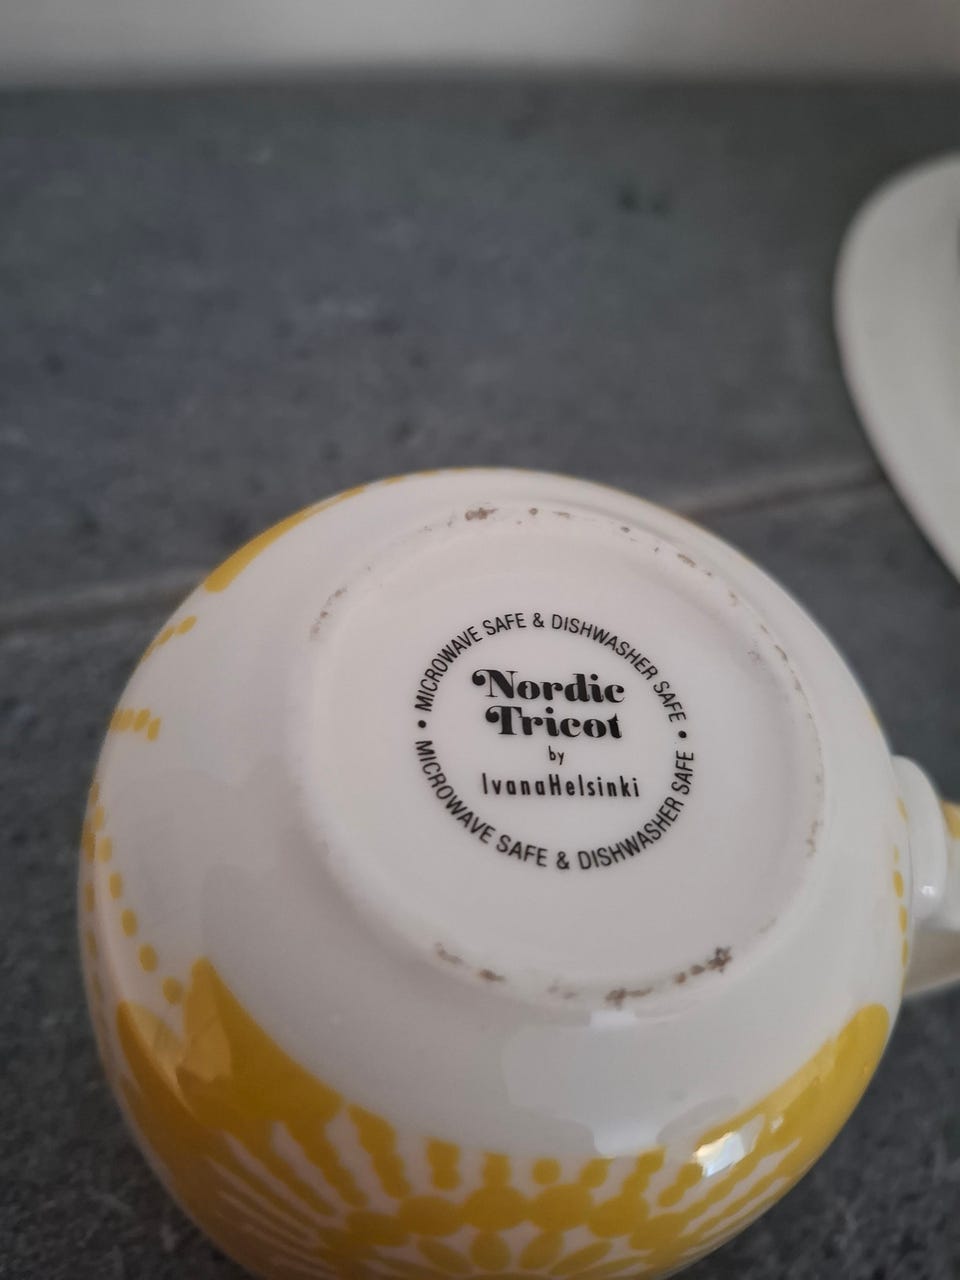 • MICROWAVE SAFE & DISHWASHER SAFE •
Nordic
Tricot
by
IvanaHelsinki
MICROWAVE SAFE & DISHWASHER SAFE